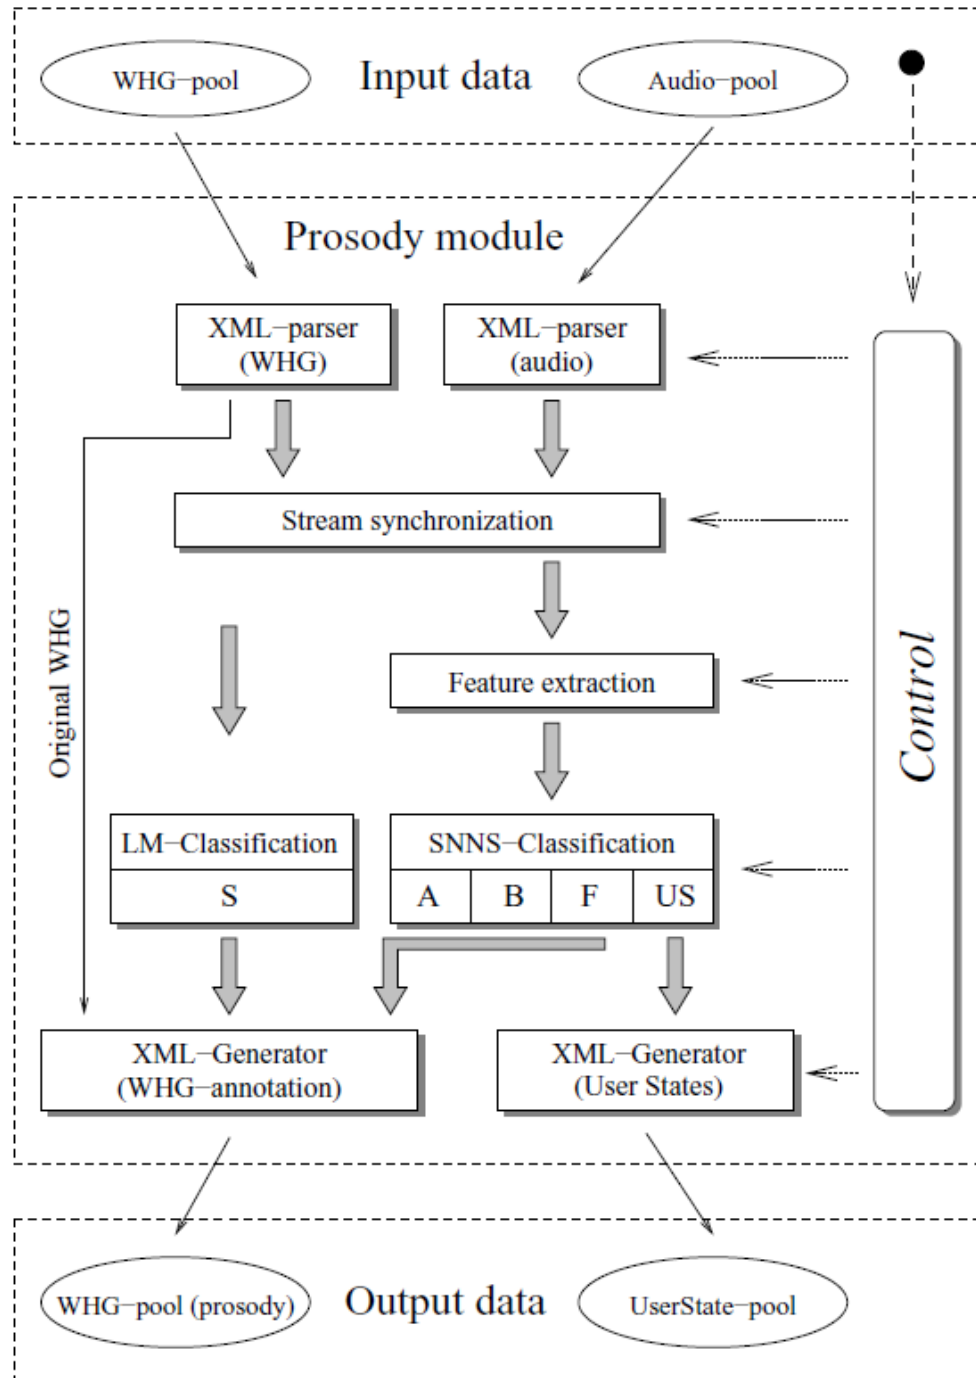 WHG−pool
Input data
Audio−pool
Prosody module
XML−parser
(WHG)
XML−parser
(audio)
Stream synchronization
Original WHG
Feature extraction
Control
LM−Classification
S
SNNS−Classification
A
B
F
US
XML−Generator
(WHG−annotation)
XML−Generator
(User States)
WHG−pool (prosody)
Output data
UserState−pool